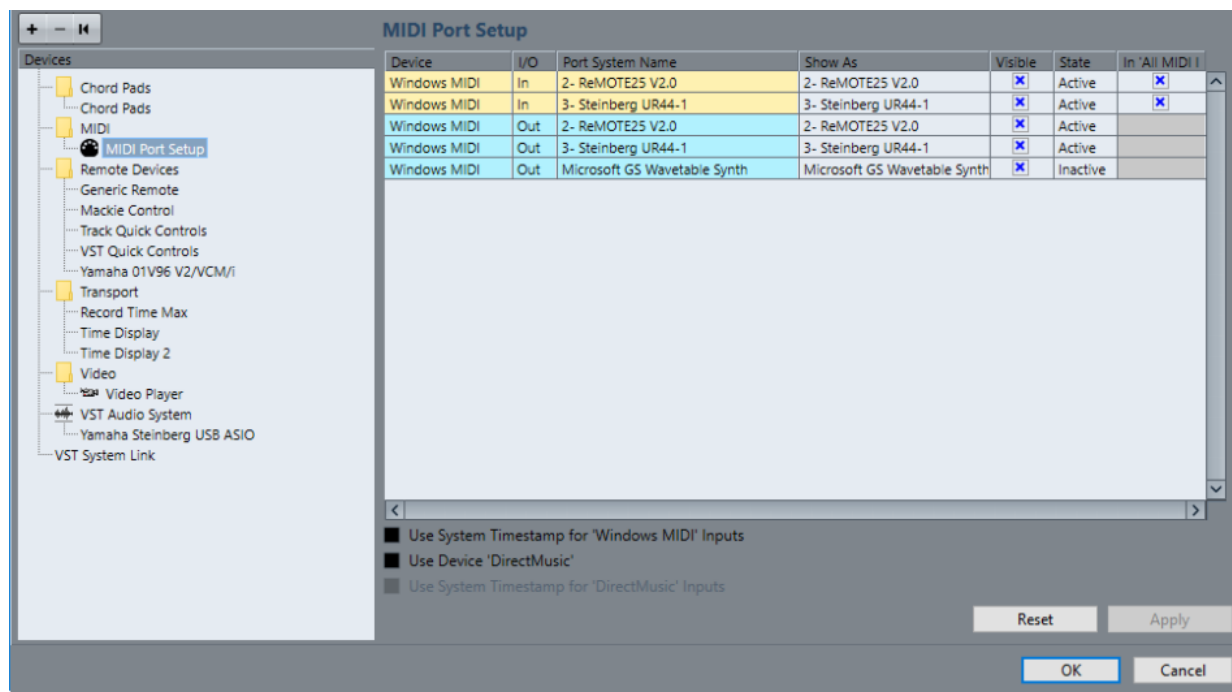 MIDI Port Setup
Devices
Chord Pads
Chord Pads
MIDI
MIDI Port Setup
Remote Devices
Generic Remote
Mackie Control
Track Quick Controls
VST Quick Controls
Yamaha 01V96 V2/VCM/i
Transport
Record Time Max
Time Display
Time Display 2
Video
Video Player
VST Audio System
Yamaha Steinberg USB ASIO
VST System Link
Device I/O Port System Name Show As Visible State In 'All MIDI I
Windows MIDI In 2- ReMOTE25 V2.0 2- ReMOTE25 V2.0 Active
Windows MIDI In 3- Steinberg UR44-1 3- Steinberg UR44-1 Active
Windows MIDI Out 2- ReMOTE25 V2.0 2- ReMOTE25 V2.0 Active
Windows MIDI Out 3- Steinberg UR44-1 3- Steinberg UR44-1 Active
Windows MIDI Out Microsoft GS Wavetable Synth Microsoft GS Wavetable Synth Inactive
Use System Timestamp for 'Windows MIDI' Inputs
Use Device 'DirectMusic'
Use System Timestamp for 'DirectMusic' Inputs
Reset Apply
OK Cancel